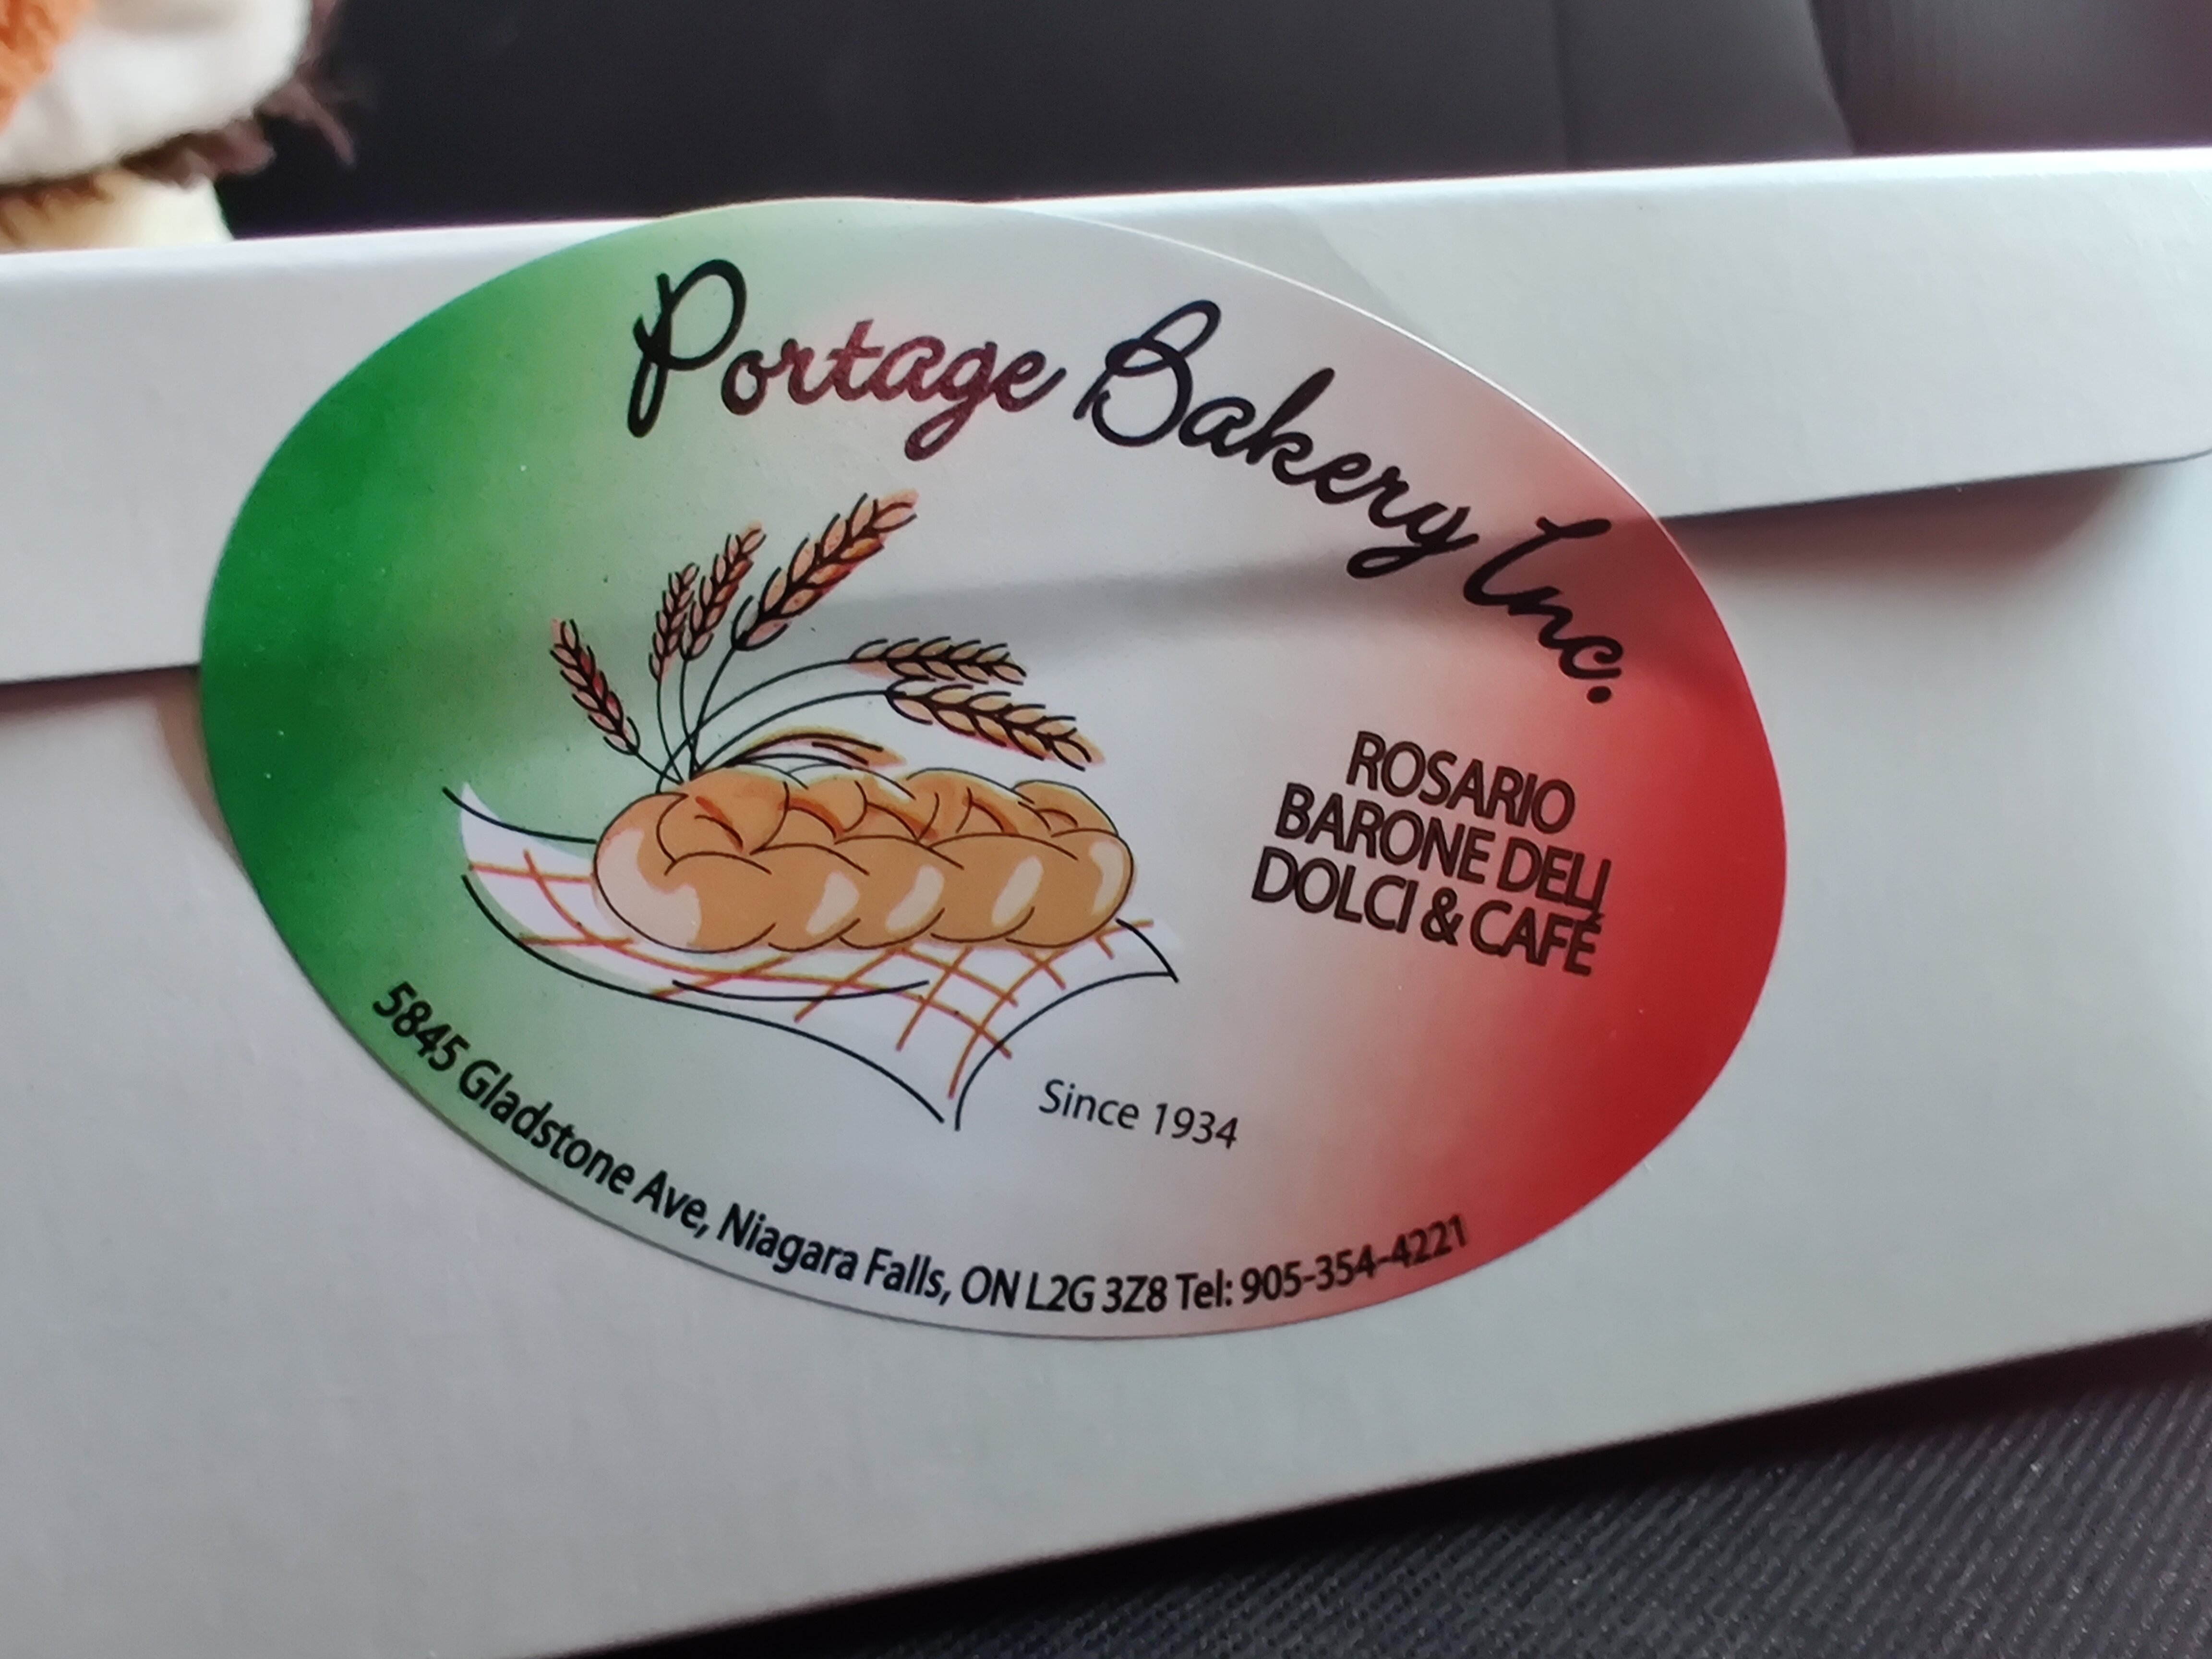 Portage Bakery Inc.
ROSARIO
BARONE DELI
DOLCI & CAFÉ
Since 1934
5845 Gladstone Ave, Niagara Falls, ON L2G 3Z8 Tel: 905-354-4221